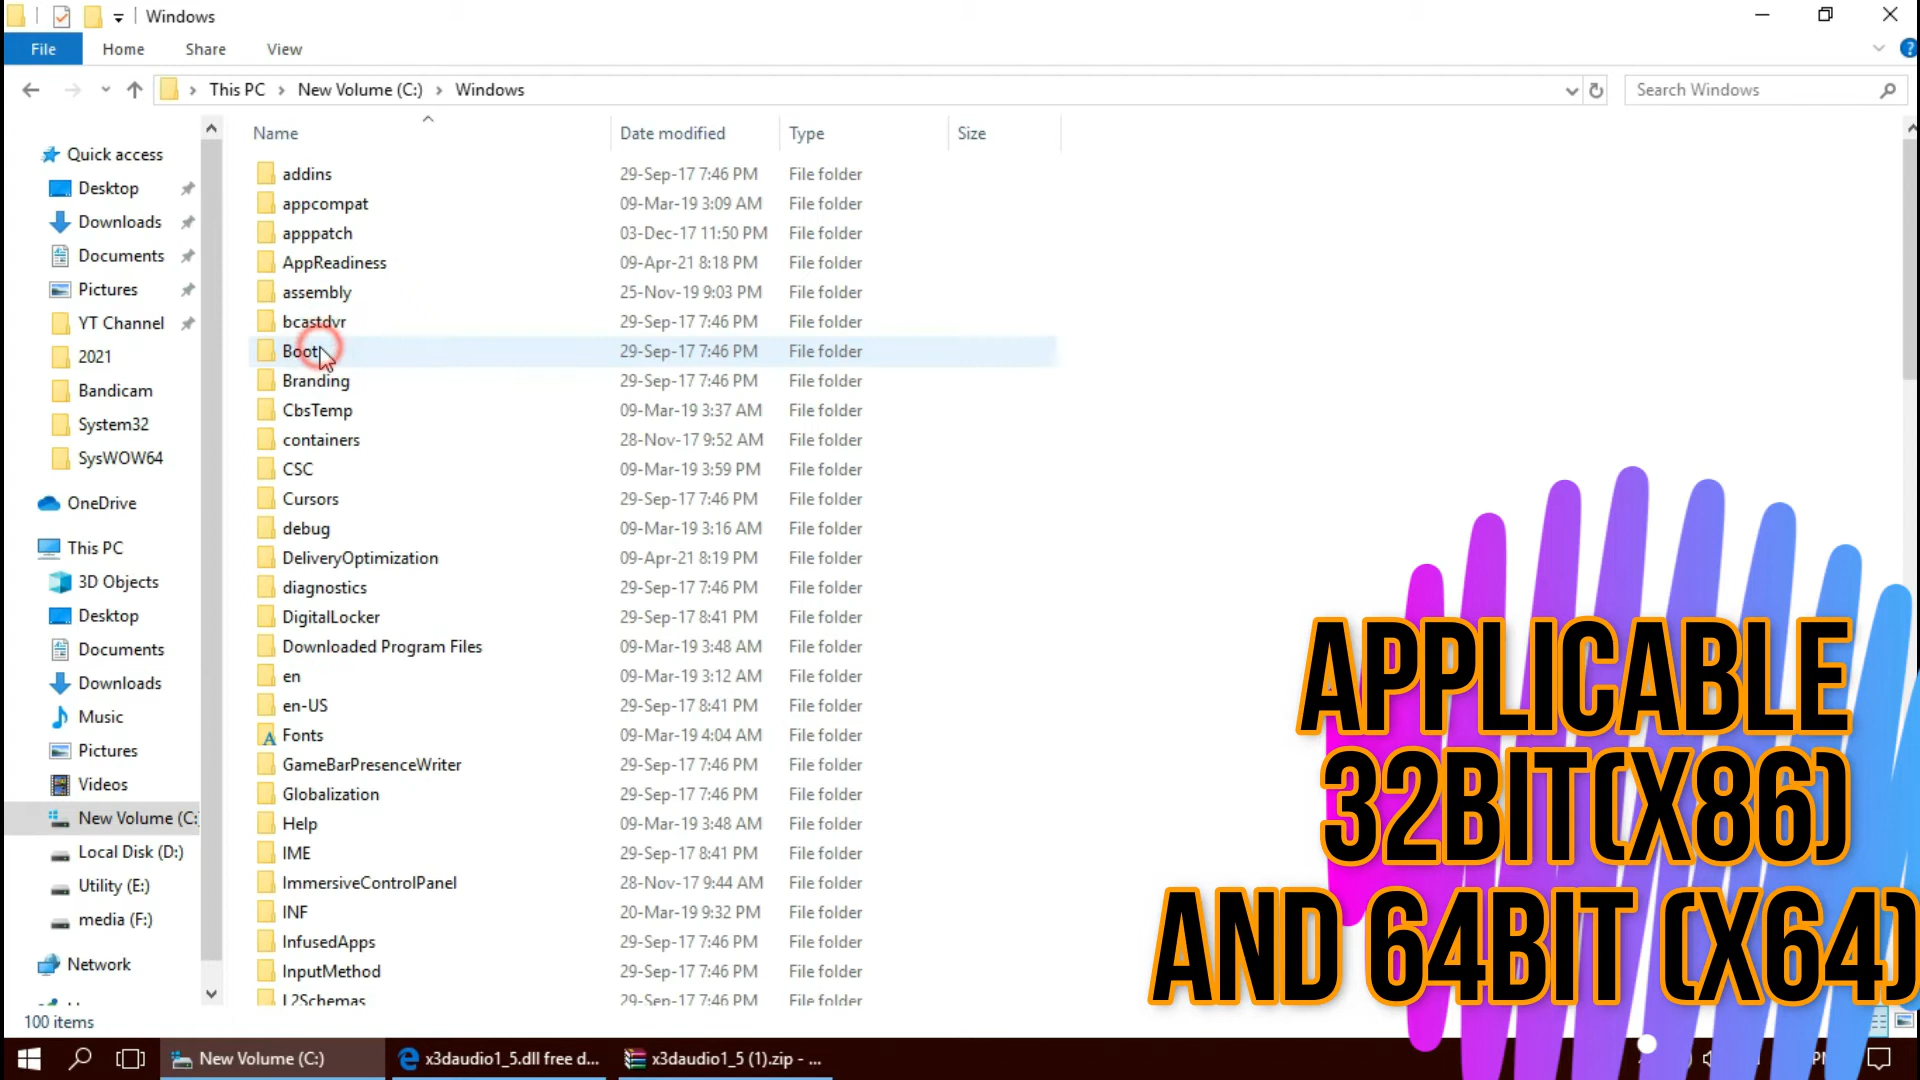 Windows
File Home Share View
This PC New Volume (C:) Windows
Search Windows
Name Date modified Type Size
Quick access
Desktop
Downloads
Documents
Pictures
YT Channel
2021
Bandicam
System32
SysWOW64
OneDrive
This PC
3D Objects
Desktop
Documents
Downloads
Music
Pictures
Videos
New Volume (C:
Local Disk (D:)
Utility (E:)
media (F:)
Network
addins 29-Sep-17 7:46 PM File folder
appcompat 09-Mar-19 3:09 AM File folder
apppatch 03-Dec-17 11:50 PM File folder
AppReadiness 09-Apr-21 8:18 PM File folder
assembly 25-Nov-19 9:03 PM File folder
bcastdvr 29-Sep-17 7:46 PM File folder
Boot 29-Sep-17 7:46 PM File folder
Branding 29-Sep-17 7:46 PM File folder
CbsTemp 09-Mar-19 3:37 AM File folder
containers 28-Nov-17 9:52 AM File folder
CSC 09-Mar-19 3:59 PM File folder
Cursors 29-Sep-17 7:46 PM File folder
debug 09-Mar-19 3:16 AM File folder
DeliveryOptimization 09-Apr-21 8:19 PM File folder
diagnostics 29-Sep-17 7:46 PM File folder
DigitalLocker 29-Sep-17 8:41 PM File folder
Downloaded Program Files 09-Mar-19 3:48 AM File folder
en 09-Mar-19 3:12 AM File folder
en-US 29-Sep-17 8:41 PM File folder
Fonts 09-Mar-19 4:04 AM File folder
GameBarPresenceWriter 29-Sep-17 7:46 PM File folder
Globalization 29-Sep-17 7:46 PM File folder
Help 09-Mar-19 3:48 AM File folder
IME 29-Sep-17 8:41 PM File folder
ImmersiveControlPanel 28-Nov-17 9:44 AM File folder
INF 20-Mar-19 9:32 PM File folder
InfusedApps 29-Sep-17 7:46 PM File folder
InputMethod 29-Sep-17 7:46 PM File folder
L2Schemas 29-Sep-17 7:46 PM File folder
APPLICABLE
32BIT(X86)
AND 64BIT (X64)
100 items
New Volume (C:) x3daudio1_5.dll free d... x3daudio1_5 (1).zip - ...